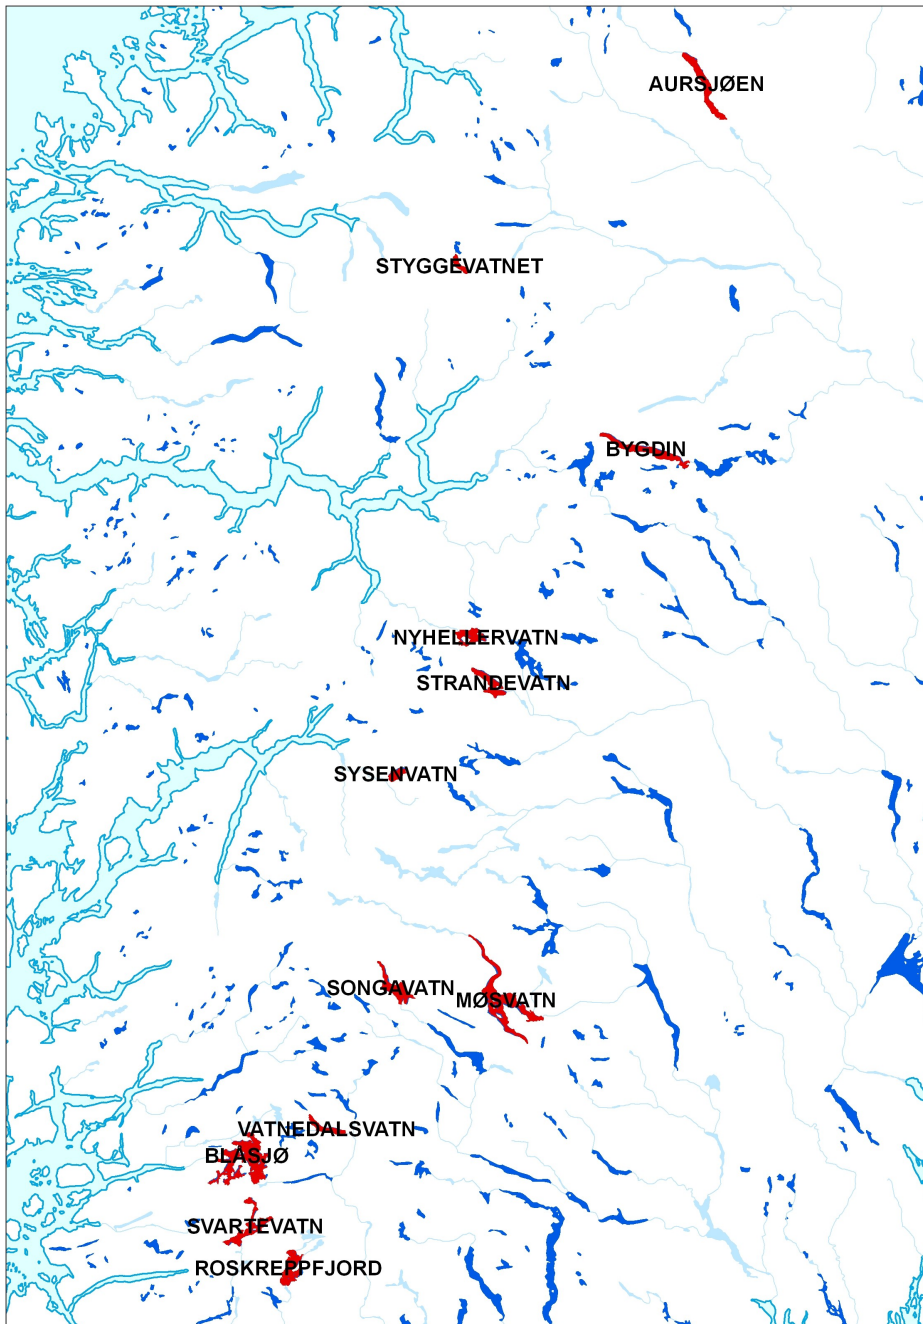 AURSJØEN
STYGGEVATNET
BYGDIN
NYHELLERVATN
STRANDEVATN
SYSENVATN
SONGAVATN
MØSVATN
VATNEDALSVATN
BLÅSJØ
SVARTEVATN
ROSKREPPFJORD